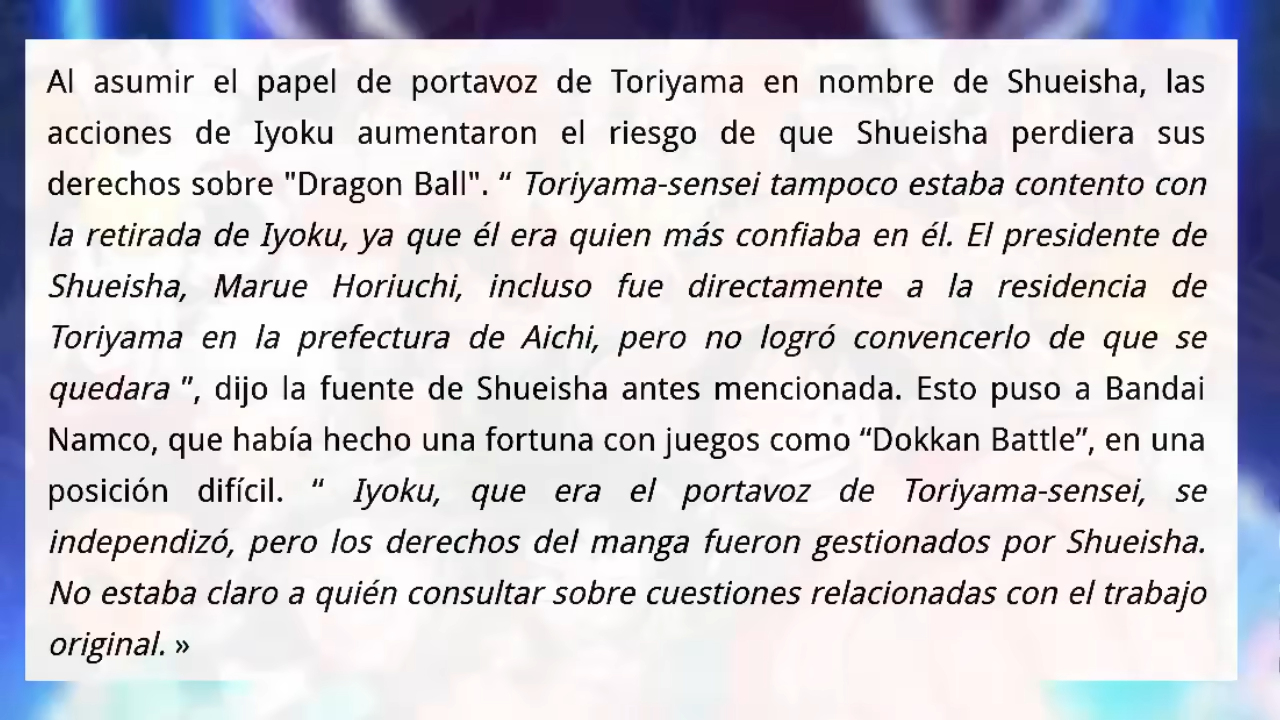 Al asumir el papel de portavoz de Toriyama en nombre de Shueisha, las
acciones de Iyoku aumentaron el riesgo de que Shueisha perdiera sus
derechos sobre "Dragon Ball". “ Toriyama-sensei tampoco estaba contento con
la retirada de Iyoku, ya que él era quien más confiaba en él. El presidente de
Shueisha, Marue Horiuchi, incluso fue directamente a la residencia de
Toriyama en la prefectura de Aichi, pero no logró convencerlo de que se
quedara ”, dijo la fuente de Shueisha antes mencionada. Esto puso a Bandai
Namco, que había hecho una fortuna con juegos como “Dokkan Battle”, en una
posición difícil. “ Iyoku, que era el portavoz de Toriyama-sensei, se
independizó, pero los derechos del manga fueron gestionados por Shueisha.
No estaba claro a quién consultar sobre cuestiones relacionadas con el trabajo
original. »